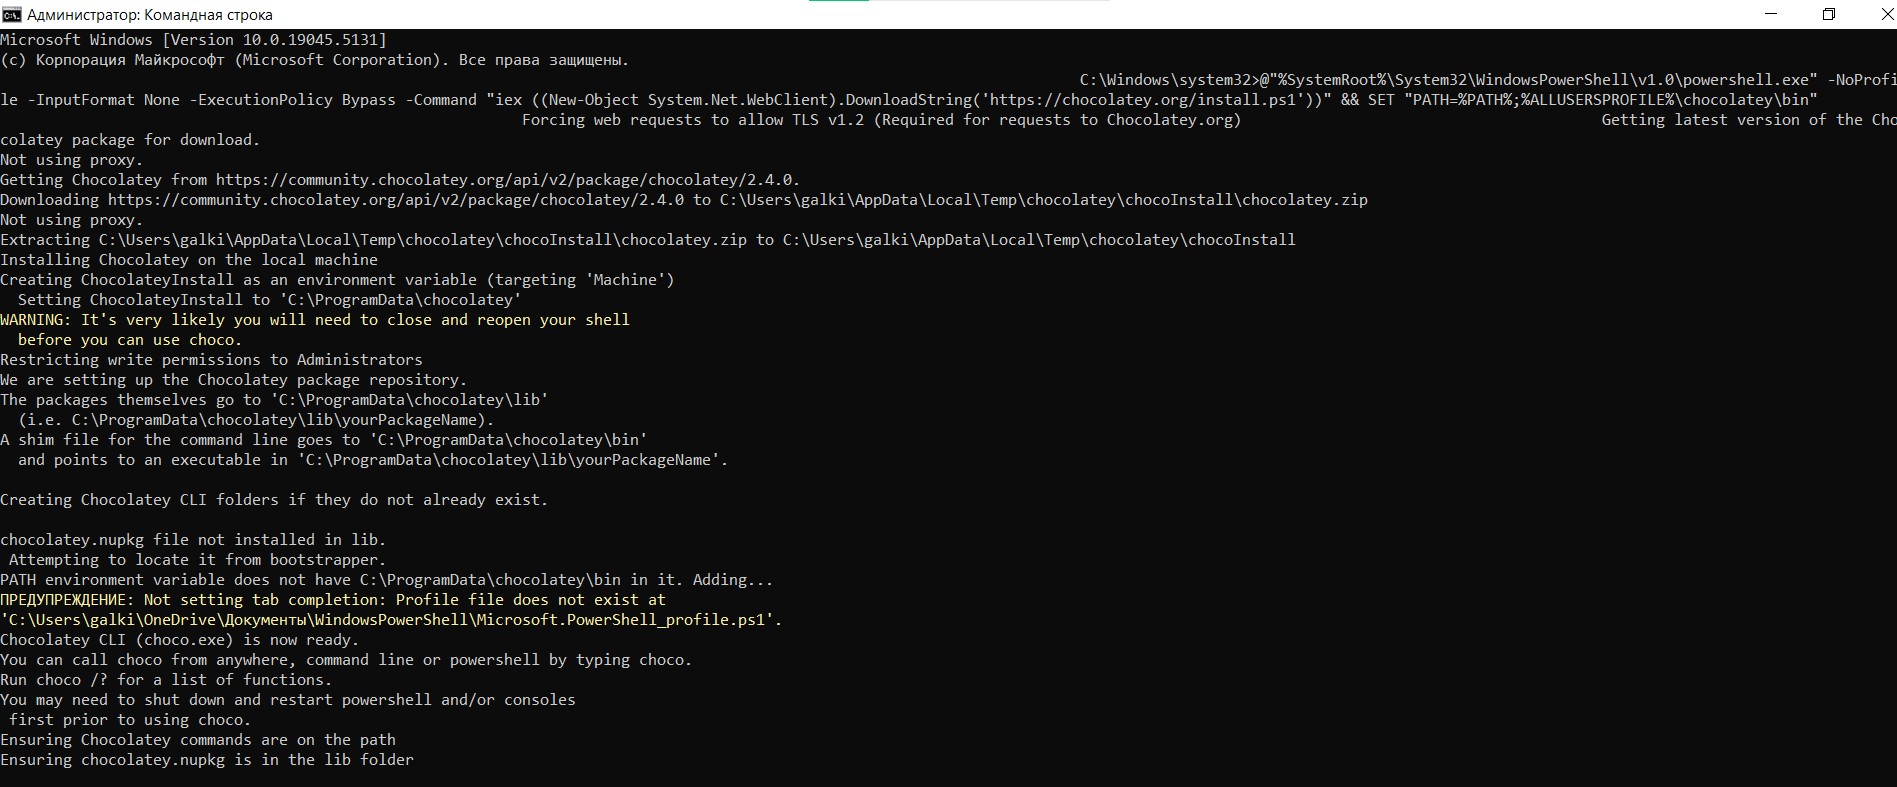 Администратор: Командная строка
Microsoft Windows [Version 10.0.19045.5131]
(c) Корпорация Майкрософт (Microsoft Corporation). Все права защищены.
C:\Windows\system32>@"%SystemRoot%\System32\WindowsPowerShell\v1.0\powershell.exe" -NoProfi
le -InputFormat None -ExecutionPolicy Bypass -Command "iex ((New-Object System.Net.WebClient).DownloadString('https://chocolatey.org/install.ps1'))" && SET "PATH=%PATH%;%ALLUSERSPROFILE%\chocolatey\bin"
Forcing web requests to allow TLS v1.2 (Required for requests to Chocolatey.org) Getting latest version of the Cho
colatey package for download.
Not using proxy.
Getting Chocolatey from https://community.chocolatey.org/api/v2/package/chocolatey/2.4.0.
Downloading https://community.chocolatey.org/api/v2/package/chocolatey/2.4.0 to C:\Users\galki\AppData\Local\Temp\chocolatey\chocoInstall\chocolatey.zip
Not using proxy.
Extracting C:\Users\galki\AppData\Local\Temp\chocolatey\chocoInstall\chocolatey.zip to C:\Users\galki\AppData\Local\Temp\chocolatey\chocoInstall
Installing Chocolatey on the local machine
Creating ChocolateyInstall as an environment variable (targeting 'Machine')
  Setting ChocolateyInstall to 'C:\ProgramData\chocolatey'
WARNING: It's very likely you will need to close and reopen your shell
  before you can use choco.
Restricting write permissions to Administrators
We are setting up the Chocolatey package repository.
The packages themselves go to 'C:\ProgramData\chocolatey\lib'
  (i.e. C:\ProgramData\chocolatey\lib\yourPackageName).
A shim file for the command line goes to 'C:\ProgramData\chocolatey\bin'
  and points to an executable in 'C:\ProgramData\chocolatey\lib\yourPackageName'.
Creating Chocolatey CLI folders if they do not already exist.
chocolatey.nupkg file not installed in lib.
 Attempting to locate it from bootstrapper.
PATH environment variable does not have C:\ProgramData\chocolatey\bin in it. Adding...
ПРЕДУПРЕЖДЕНИЕ: Not setting tab completion: Profile file does not exist at
'C:\Users\galki\OneDrive\Документы\WindowsPowerShell\Microsoft.PowerShell_profile.ps1'.
Chocolatey CLI (choco.exe) is now ready.
You can call choco from anywhere, command line or powershell by typing choco.
Run choco /? for a list of functions.
You may need to shut down and restart powershell and/or consoles
 first prior to using choco.
Ensuring Chocolatey commands are on the path
Ensuring chocolatey.nupkg is in the lib folder